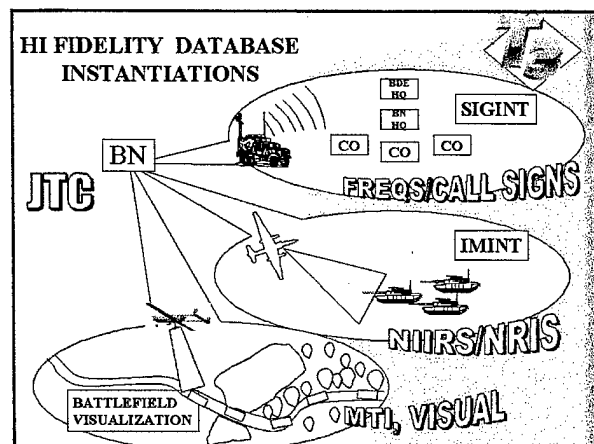 HI FIDELITY DATABASE
INSTANTIATIONS
BDE
HQ
BN
HQ
SIGINT
CO
CO
CO
BN
JTC
FREQS/CALL SIGNS
IMINT
NIIRS/NRIS
BATTLEFIELD
VISUALIZATION
MTI, VISUAL